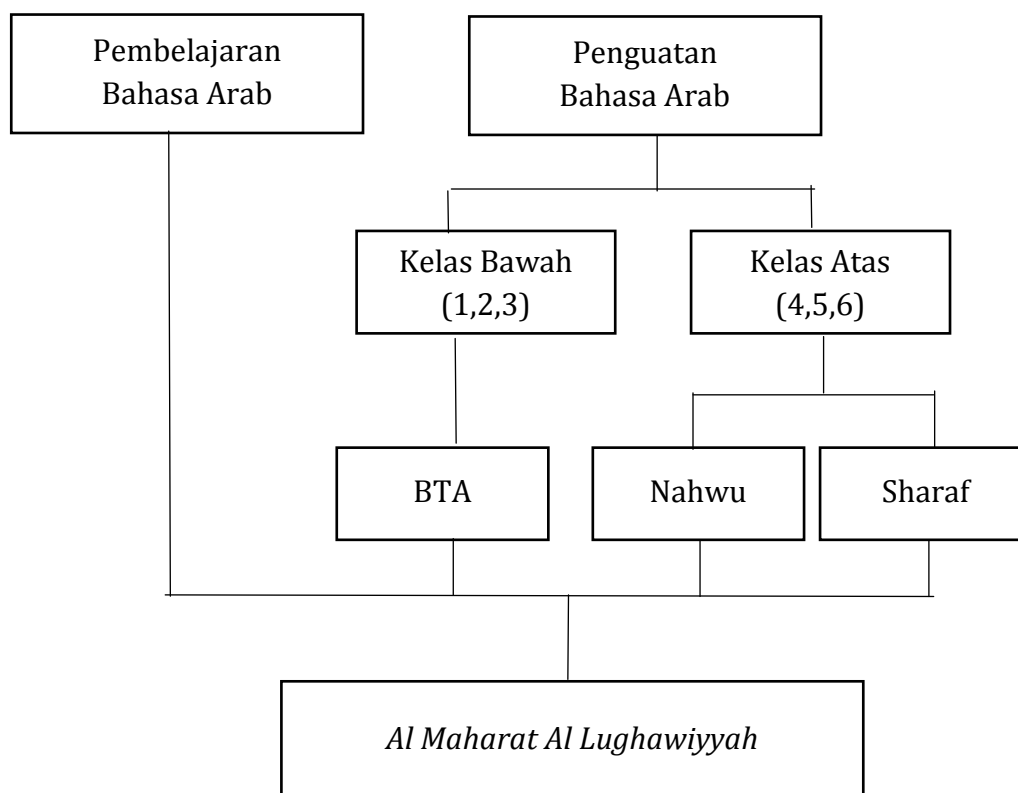 Pembelajaran
Bahasa Arab
Penguatan
Bahasa Arab
Kelas Bawah
(1,2,3)
Kelas Atas
(4,5,6)
BTA
Nahwu
Sharaf
Al Maharat Al Lughawiyyah